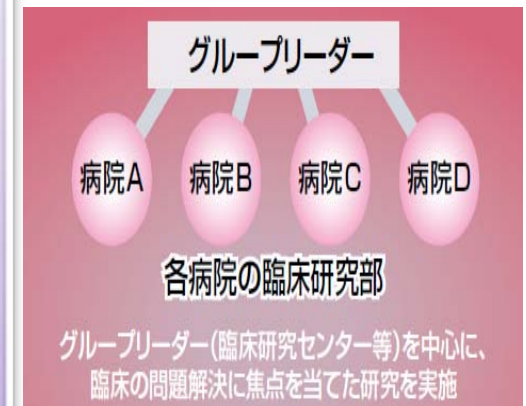 グループリーダー
病院A 病院B 病院C 病院D
各病院の臨床研究部
グループリーダー(臨床研究センター等)を中心に、
臨床の問題解決に焦点を当てた研究を実施